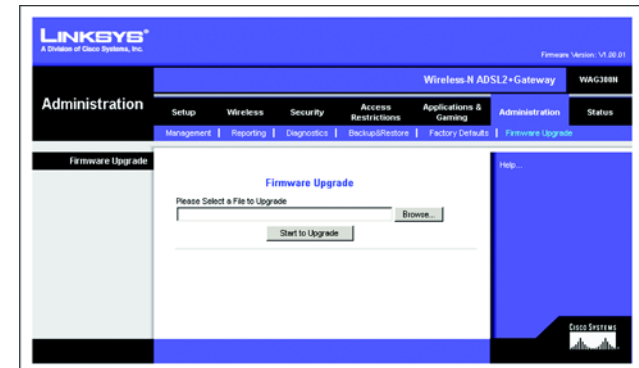 LINKSYS®
A Division of Cisco Systems, Inc.
Firmware Version: V1.00.01
Wireless-N ADSL2+Gateway WAG300N
Administration
Setup Wireless Security Access Restrictions Applications & Gaming Administration Status
Management | Reporting | Diagnostics | Backup&Restore | Factory Defaults | Firmware Upgrade
Firmware Upgrade
Help...
Firmware Upgrade
Please Select a File to Upgrade
Browse...
Start to Upgrade
CISCO SYSTEMS